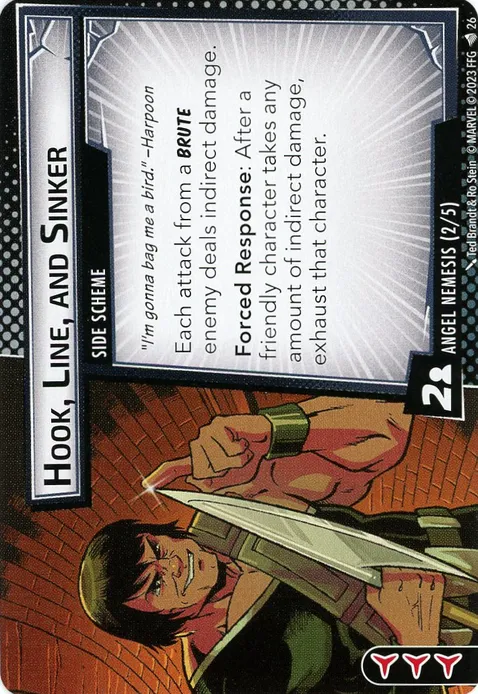 HOOK, LINE, AND SINKER
SIDE SCHEME
"I'm gonna bag me a bird." –Harpoon
Each attack from a BRUTE
enemy deals indirect damage.
Forced Response: After a
friendly character takes any
amount of indirect damage,
exhaust that character.
2
ANGEL NEMESIS (2/5)
Ted Brandt & Ro Stein © MARVEL © 2023 FFG 26